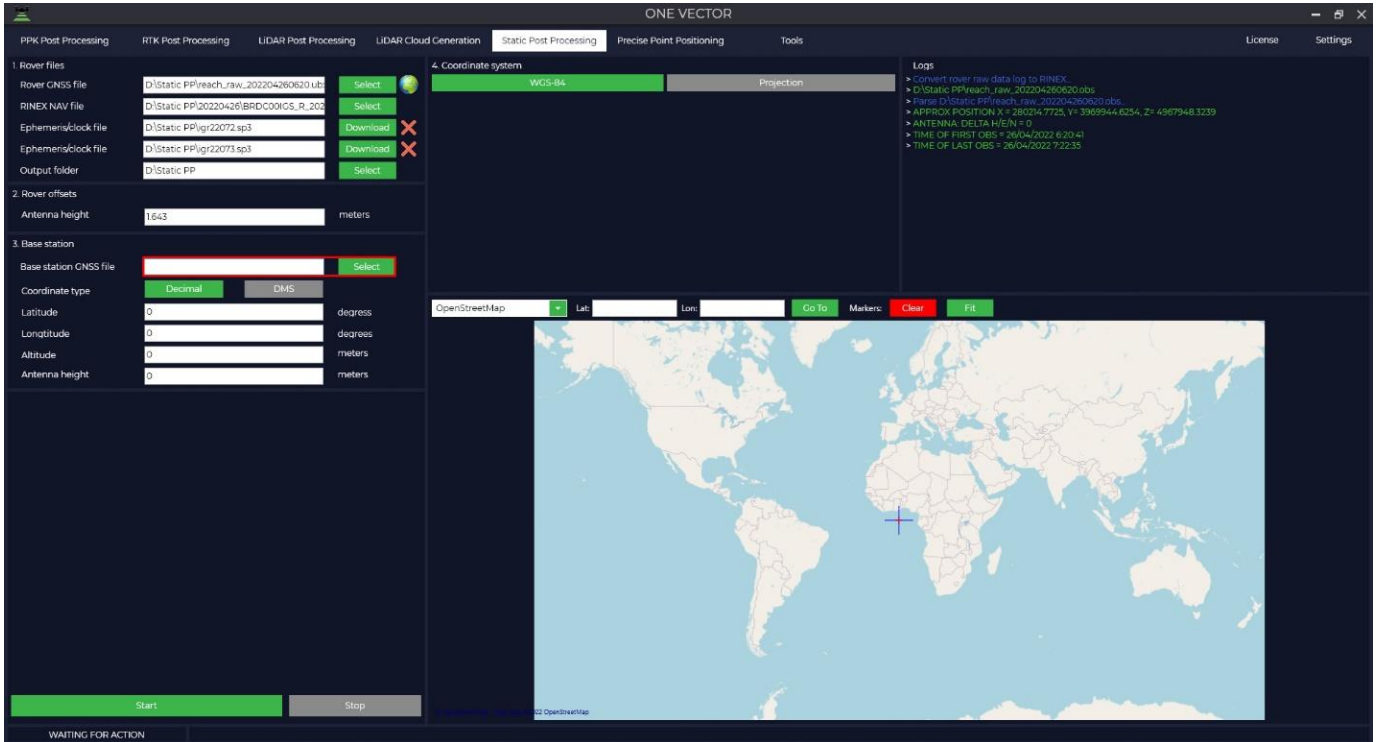 ONE VECTOR
PPK Post Processing RTK Post Processing LiDAR Post Processing LiDAR Cloud Generation Static Post Processing Precise Point Positioning Tools License Settings
1. Rover files
Rover GNSS file D:\Static PP\reach_raw_202204260620.ub Select
RINEX NAV file D:\Static PP\20220426\BRDC00IGS_R_202 Select
Ephemeris/clock file D:\Static PP\igr22072.sp3 Download
Ephemeris/clock file D:\Static PP\igr22073.sp3 Download
Output folder D:\Static PP Select
2. Rover offsets
Antenna height 1.643 meters
3. Base station
Base station GNSS file Select
Coordinate type Decimal DMS
Latitude 0 degress
Longtitude 0 degrees
Altitude 0 meters
Antenna height 0 meters
Start Stop
WAITING FOR ACTION
4. Coordinate system
WGS-84 Projection
Logs
> Convert rover raw data log to RINEX...
> D:\Static PP\reach_raw_202204260620.obs
> Parse D:\Static PP\reach_raw_202204260620.obs...
> APPROX POSITION X = 280214.7725, Y= 3969944.6254, Z= 4967948.3239
> ANTENNA: DELTA H/E/N = 0
> TIME OF FIRST OBS = 26/04/2022 6:20:41
> TIME OF LAST OBS = 26/04/2022 7:22:35
OpenStreetMap Lat: Lon: Go To Markers: Clear Fit
OpenStreetMap